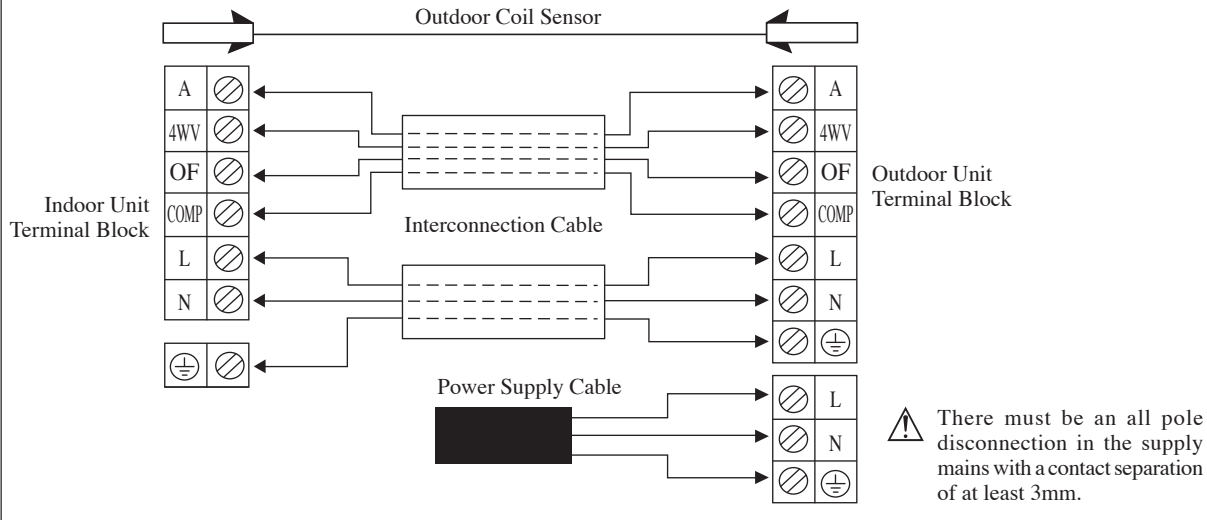 Outdoor Coil Sensor
A
4WV
OF
COMP
L
N
Indoor Unit
Terminal Block
Interconnection Cable
A
4WV
OF
COMP
L
N
Outdoor Unit
Terminal Block
Power Supply Cable
L
N
There must be an all pole
disconnection in the supply
mains with a contact separation
of at least 3mm.